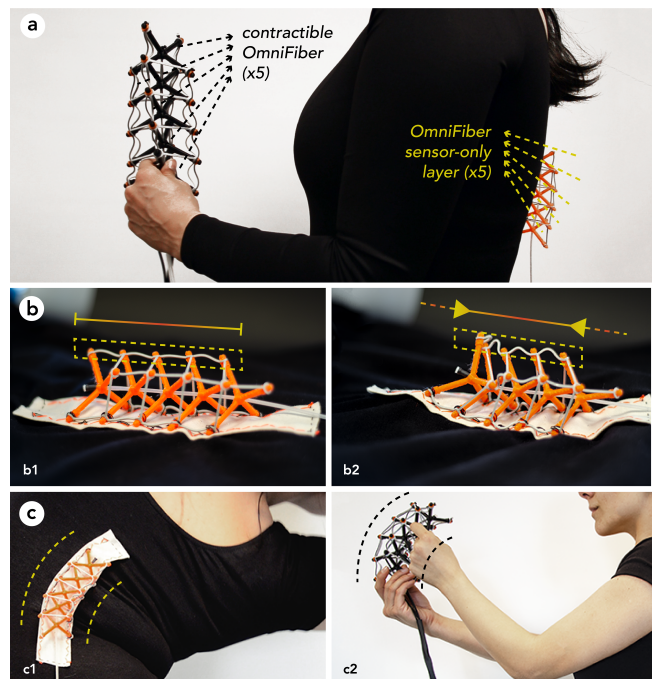 a
contractible
OmniFiber
(x5)
OmniFiber
sensor-only
layer (x5)
b
b1
b2
c
c1
c2